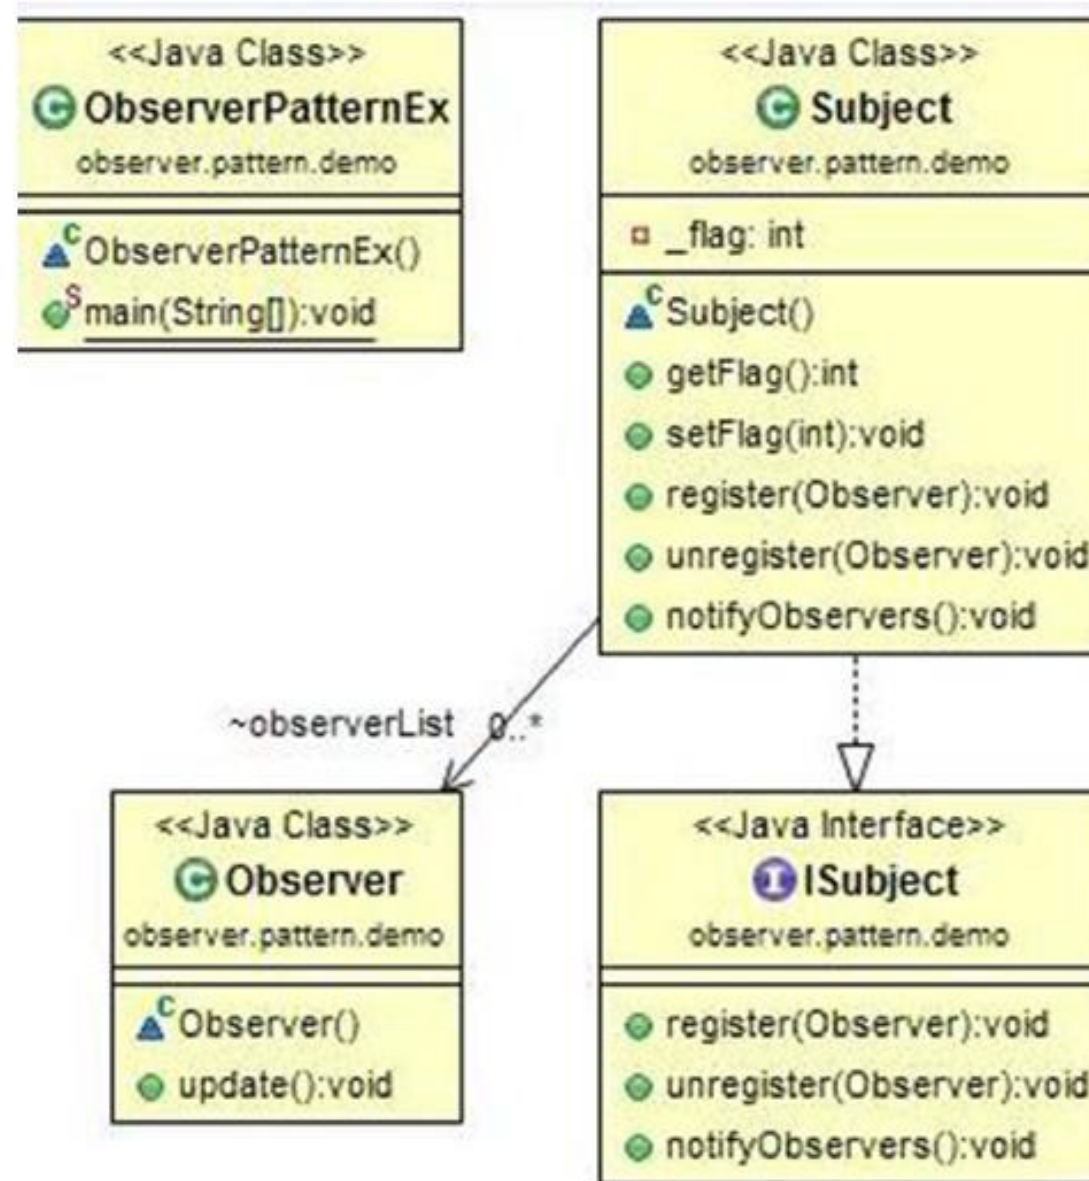 <<Java Class>>
ObserverPatternEx
observer.pattern.demo
ObserverPatternEx()
main(String[]):void
<<Java Class>>
Subject
observer.pattern.demo
_flag: int
Subject()
getFlag():int
setFlag(int):void
register(Observer):void
unregister(Observer):void
notifyObservers():void
~observerList 0..*
<<Java Class>>
Observer
observer.pattern.demo
Observer()
update():void
<<Java Interface>>
ISubject
observer.pattern.demo
register(Observer):void
unregister(Observer):void
notifyObservers():void